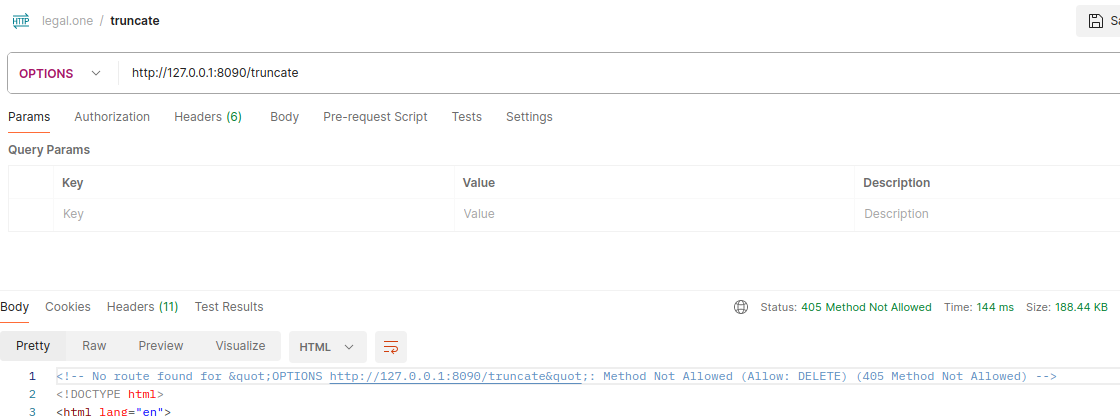 HTTP legal.one / truncate Sa
OPTIONS http://127.0.0.1:8090/truncate
Params Authorization Headers (6) Body Pre-request Script Tests Settings
Query Params
Key Value Description
Key Value Description
Body Cookies Headers (11) Test Results Status: 405 Method Not Allowed Time: 144 ms Size: 188.44 KB
Pretty Raw Preview Visualize HTML
1 <!-- No route found for &quot;OPTIONS http://127.0.0.1:8090/truncate&quot;: Method Not Allowed (Allow: DELETE) (405 Method Not Allowed) -->
2 <!DOCTYPE html>
3 <html lang="en">